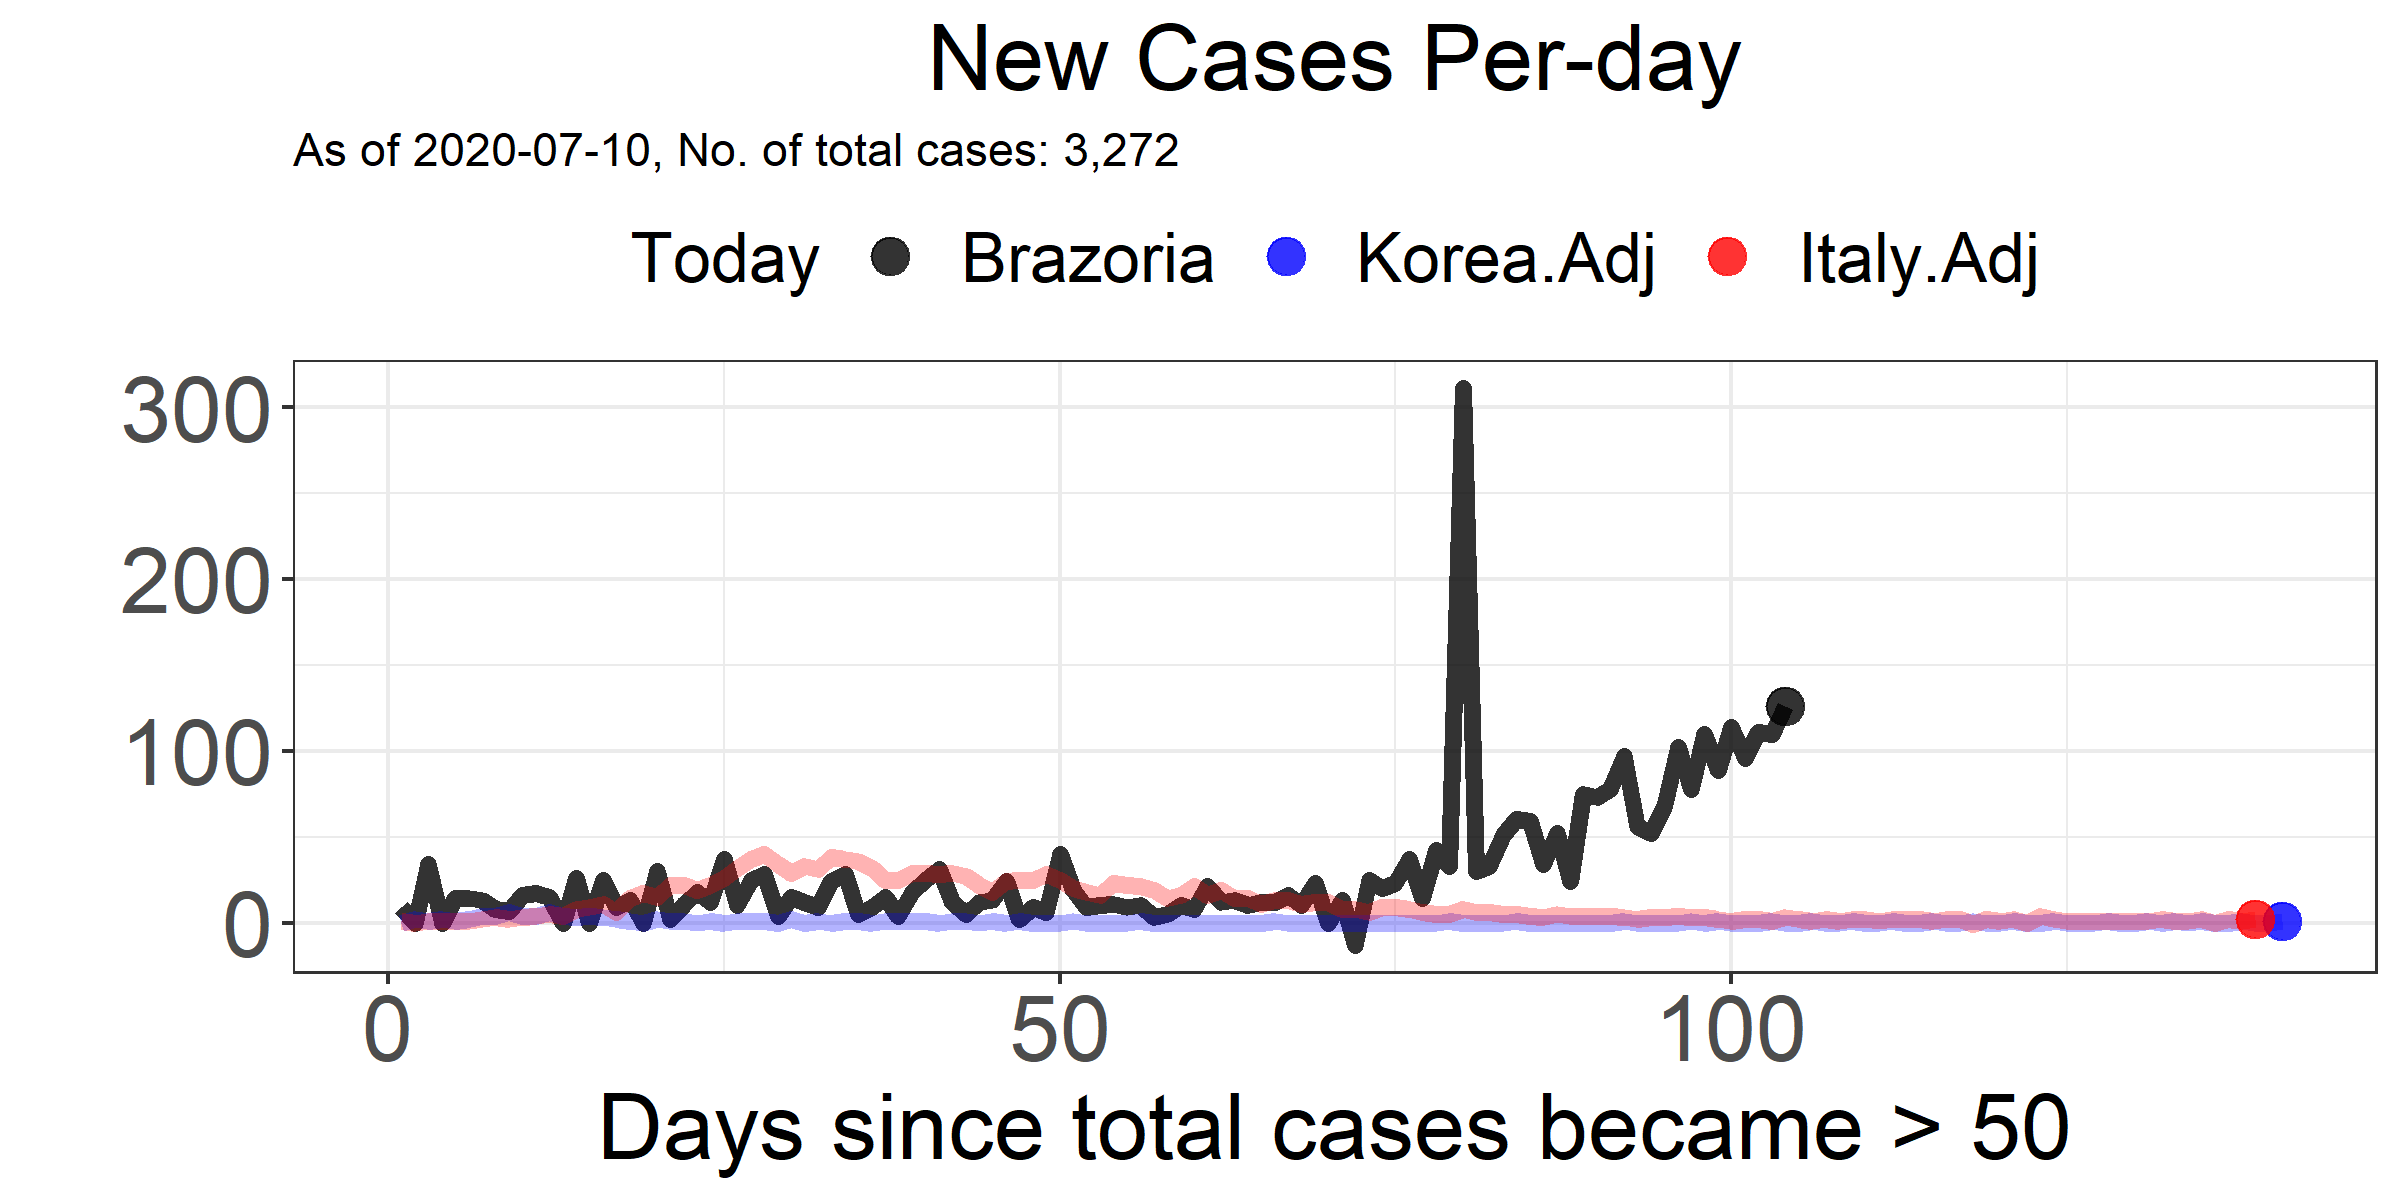 New Cases Per-day
As of 2020-07-10, No. of total cases: 3,272
Today Brazoria Korea.Adj Italy.Adj
300
200
100
0
0 50 100
Days since total cases became > 50